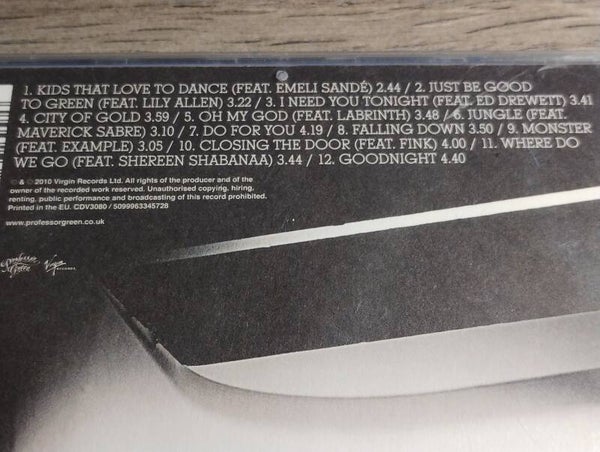 1. KIDS THAT LOVE TO DANCE (FEAT. EMELI SANDÉ) 2.44 / 2. JUST BE GOOD
TO GREEN (FEAT. LILY ALLEN) 3.22 / 3. I NEED YOU TONIGHT (FEAT. ED DREWETT) 3.41
4. CITY OF GOLD 3.59 / 5. OH MY GOD (FEAT. LABRINTH) 3.48 / 6. JUNGLE (FEAT.
MAVERICK SABRE) 3.10 / 7. DO FOR YOU 4.19 / 8. FALLING DOWN 3.50 / 9. MONSTER
(FEAT. EXAMPLE) 3.05 / 10. CLOSING THE DOOR (FEAT. FINK) 4.00 / 11. WHERE DO
WE GO (FEAT. SHEREEN SHABANAA) 3.44 / 12. GOODNIGHT 4.40
℗ & © 2010 Virgin Records Ltd. All rights of the producer and of the
owner of the recorded work reserved. Unauthorised copying, hiring,
renting, public performance and broadcasting of this record prohibited.
Printed in the EU. CDV3080 / 5099963345728
www.professorgreen.co.uk
Professor Green
Virgin
RECORDS